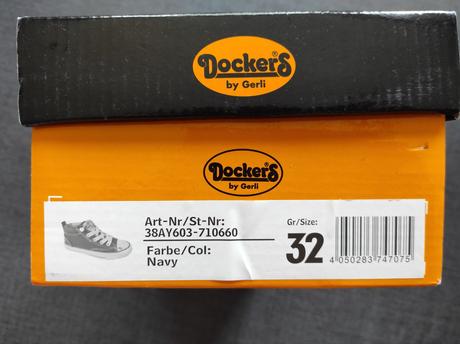 Dockers®
by Gerli
Dockers®
by Gerli
Art-Nr/St-Nr:
38AY603-710660
Farbe/Col:
Navy
Gr/Size:
32
4 050283 747075